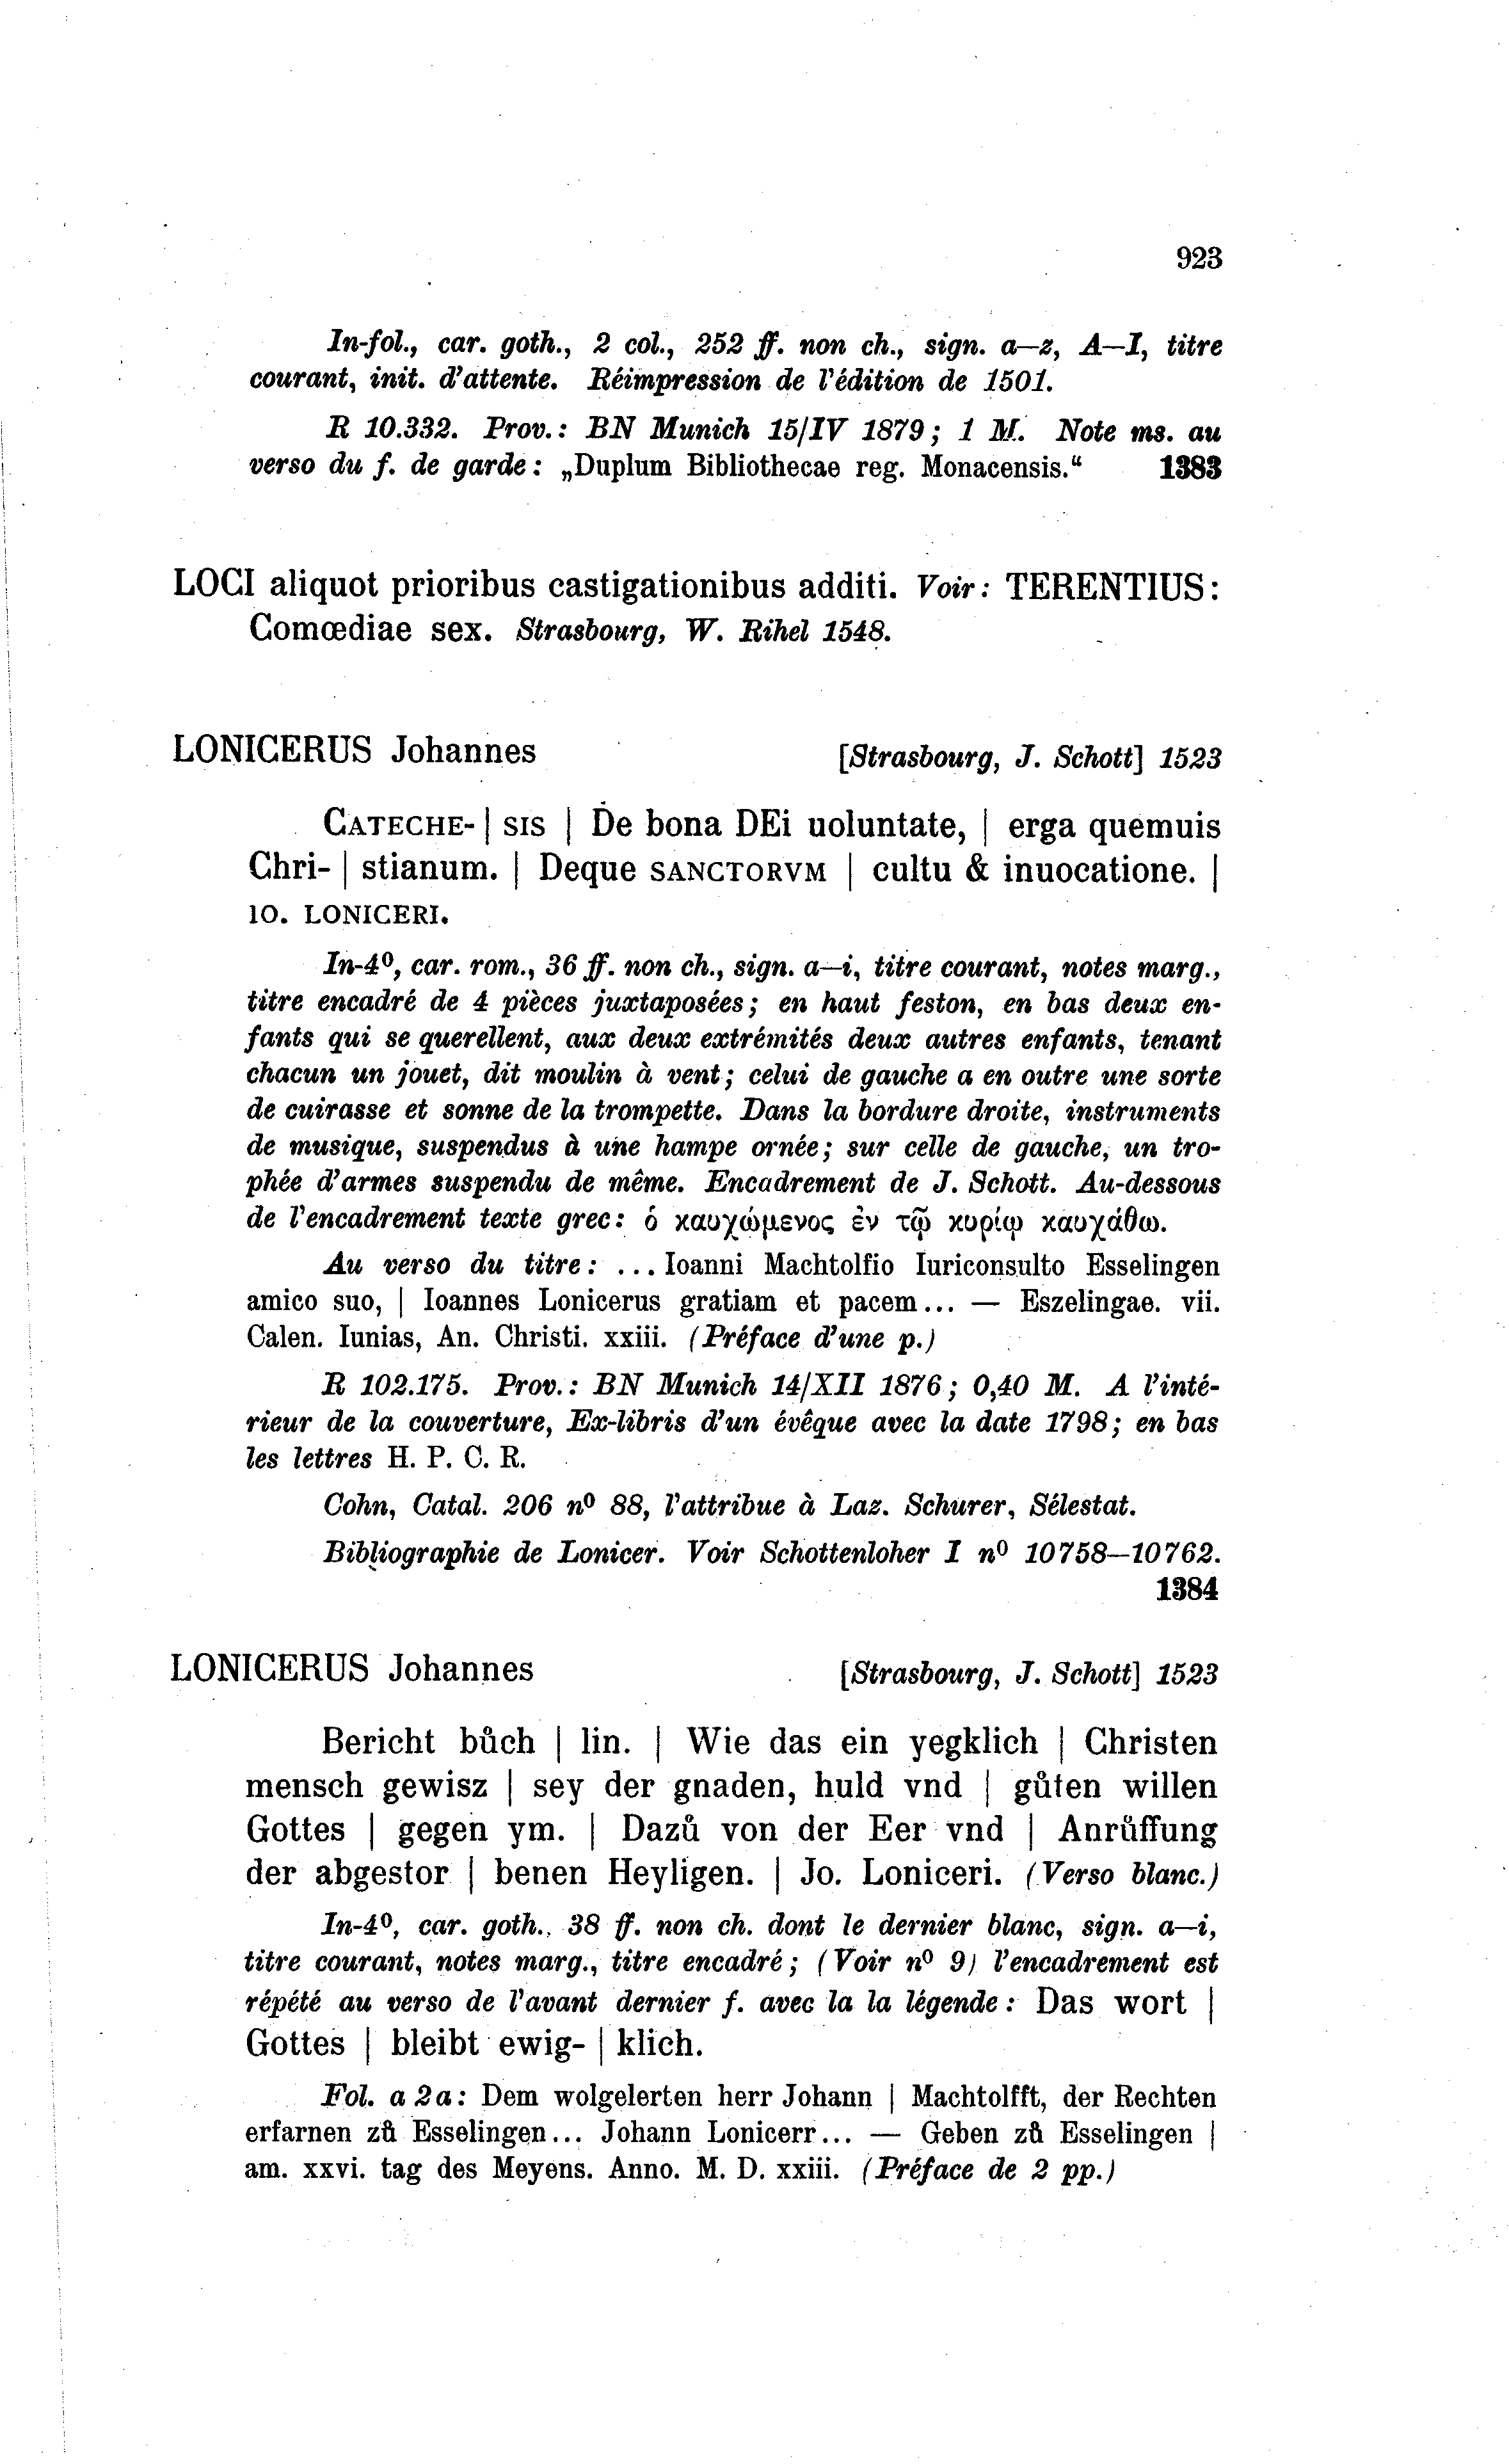 923
In-fol., car. goth., 2 col., 252 ff. non ch., sign. a—z, A—I, titre
courant, init. d'attente. Réimpression de l'édition de 1501.
R 10.332. Prov.: BN Munich 15/IV 1879; 1 M. Note ms. au
verso du f. de garde: „Duplum Bibliothecae reg. Monacensis.“ 1383
LOCI aliquot prioribus castigationibus additi. Voir: TERENTIUS:
Comœdiae sex. Strasbourg, W. Rihel 1548.
LONICERUS Johannes [Strasbourg, J. Schott] 1523
CATECHE- | SIS | De bona DEi uoluntate, | erga quemuis
Chri- | stianum. | Deque SANCTORVM | cultu & inuocatione. |
IO. LONICERI.
In-4⁰, car. rom., 36 ff. non ch., sign. a—i, titre courant, notes marg.,
titre encadré de 4 pièces juxtaposées; en haut feston, en bas deux en-
fants qui se querellent, aux deux extrémités deux autres enfants, tenant
chacun un jouet, dit moulin à vent; celui de gauche a en outre une sorte
de cuirasse et sonne de la trompette. Dans la bordure droite, instruments
de musique, suspendus à une hampe ornée; sur celle de gauche, un tro-
phée d'armes suspendu de même. Encadrement de J. Schott. Au-dessous
de l'encadrement texte grec: ὁ καυχώμενος ἐν τῷ κυρίῳ καυχάθω.
Au verso du titre: ... Ioanni Machtolfio Iuriconsulto Esselingen
amico suo, | Ioannes Lonicerus gratiam et pacem... — Eszelingae. vii.
Calen. Iunias, An. Christi. xxiii. (Préface d'une p.)
R 102.175. Prov.: BN Munich 14/XII 1876; 0,40 M. A l'inté-
rieur de la couverture, Ex-libris d'un évêque avec la date 1798; en bas
les lettres H. P. C. R.
Cohn, Catal. 206 n⁰ 88, l'attribue à Laz. Schurer, Sélestat.
Bibliographie de Lonicer. Voir Schottenloher I n⁰ 10758—10762.
1384
LONICERUS Johannes [Strasbourg, J. Schott] 1523
Bericht bůch | lin. | Wie das ein yegklich | Christen
mensch gewisz | sey der gnaden, huld vnd | gůten willen
Gottes | gegen ym. | Dazů von der Eer vnd | Anrůffung
der abgestor | benen Heyligen. | Jo. Loniceri. (Verso blanc.)
In-4⁰, car. goth., 38 ff. non ch. dont le dernier blanc, sign. a—i,
titre courant, notes marg., titre encadré; (Voir n⁰ 9) l'encadrement est
répété au verso de l'avant dernier f. avec la la légende: Das wort |
Gottes | bleibt ewig- | klich.
Fol. a 2a: Dem wolgelerten herr Johann | Machtolfft, der Rechten
erfarnen zů Esselingen... Johann Lonicerr... — Geben zů Esselingen |
am. xxvi. tag des Meyens. Anno. M. D. xxiii. (Préface de 2 pp.)